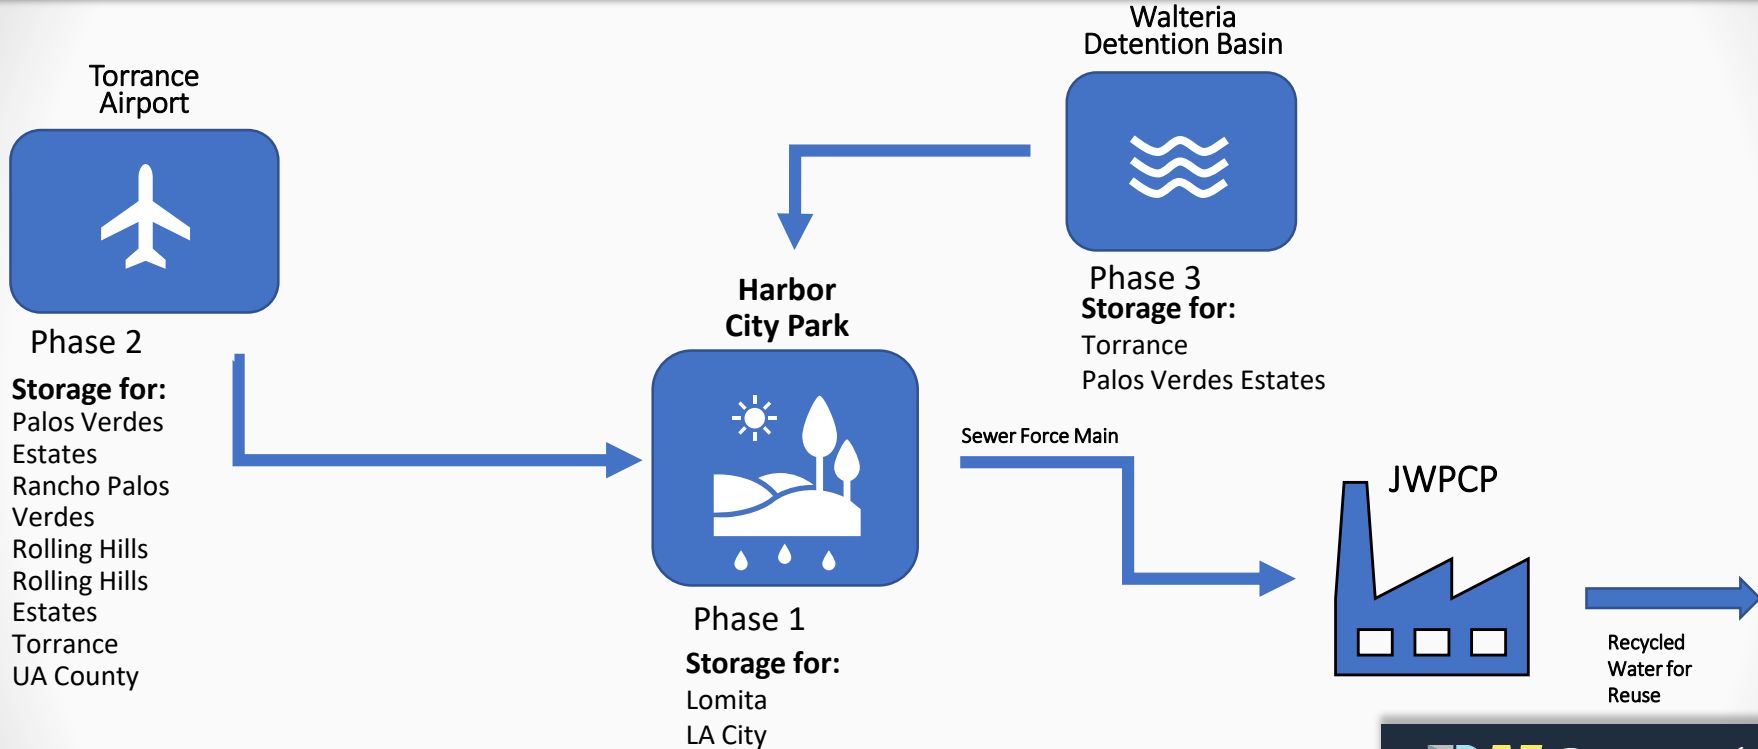 Torrance
Airport
Phase 2
Storage for:
Palos Verdes
Estates
Rancho Palos
Verdes
Rolling Hills
Rolling Hills
Estates
Torrance
UA County
Walteria
Detention Basin
Phase 3
Storage for:
Torrance
Palos Verdes Estates
Harbor
City Park
Phase 1
Storage for:
Lomita
LA City
Sewer Force Main
JWPCP
Recycled
Water for
Reuse